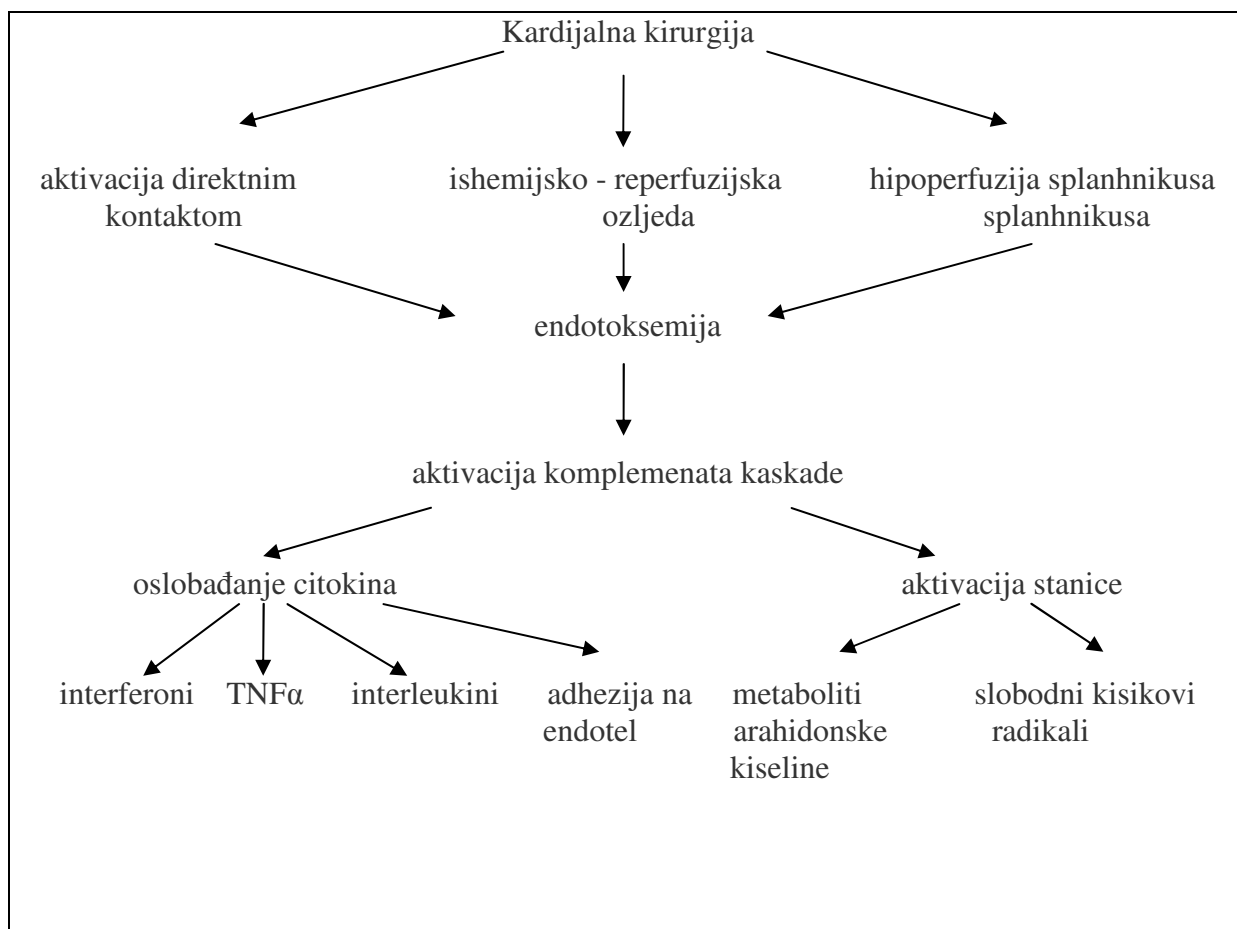 Kardijalna kirurgija
aktivacija direktnim
kontaktom
ishemijsko - reperfuzijska
ozljeda
hipoperfuzija splanhnikusa
splanhnikusa
endotoksemija
aktivacija komplemenata kaskade
oslobađanje citokina
aktivacija stanice
interferoni
TNFα
interleukini
adhezija na
endotel
metaboliti
arahidonske
kiseline
slobodni kisikovi
radikali